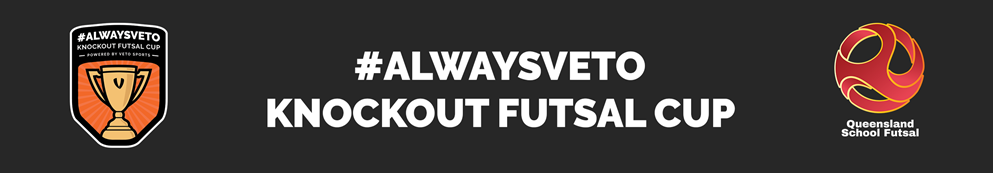 #ALWAYSVETO
KNOCKOUT FUTSAL CUP
POWERED BY VETO SPORTS
V
#ALWAYSVETO
KNOCKOUT FUTSAL CUP
Queensland
School Futsal